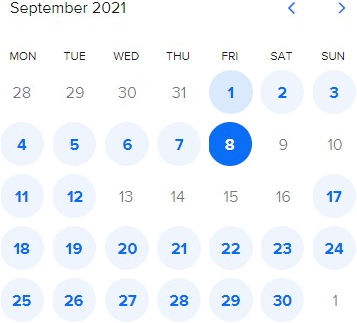 September 2021
MON TUE WED THU FRI SAT SUN
28 29 30 31 1 2 3
4 5 6 7 8 9 10
11 12 13 14 15 16 17
18 19 20 21 22 23 24
25 26 27 28 29 30 1